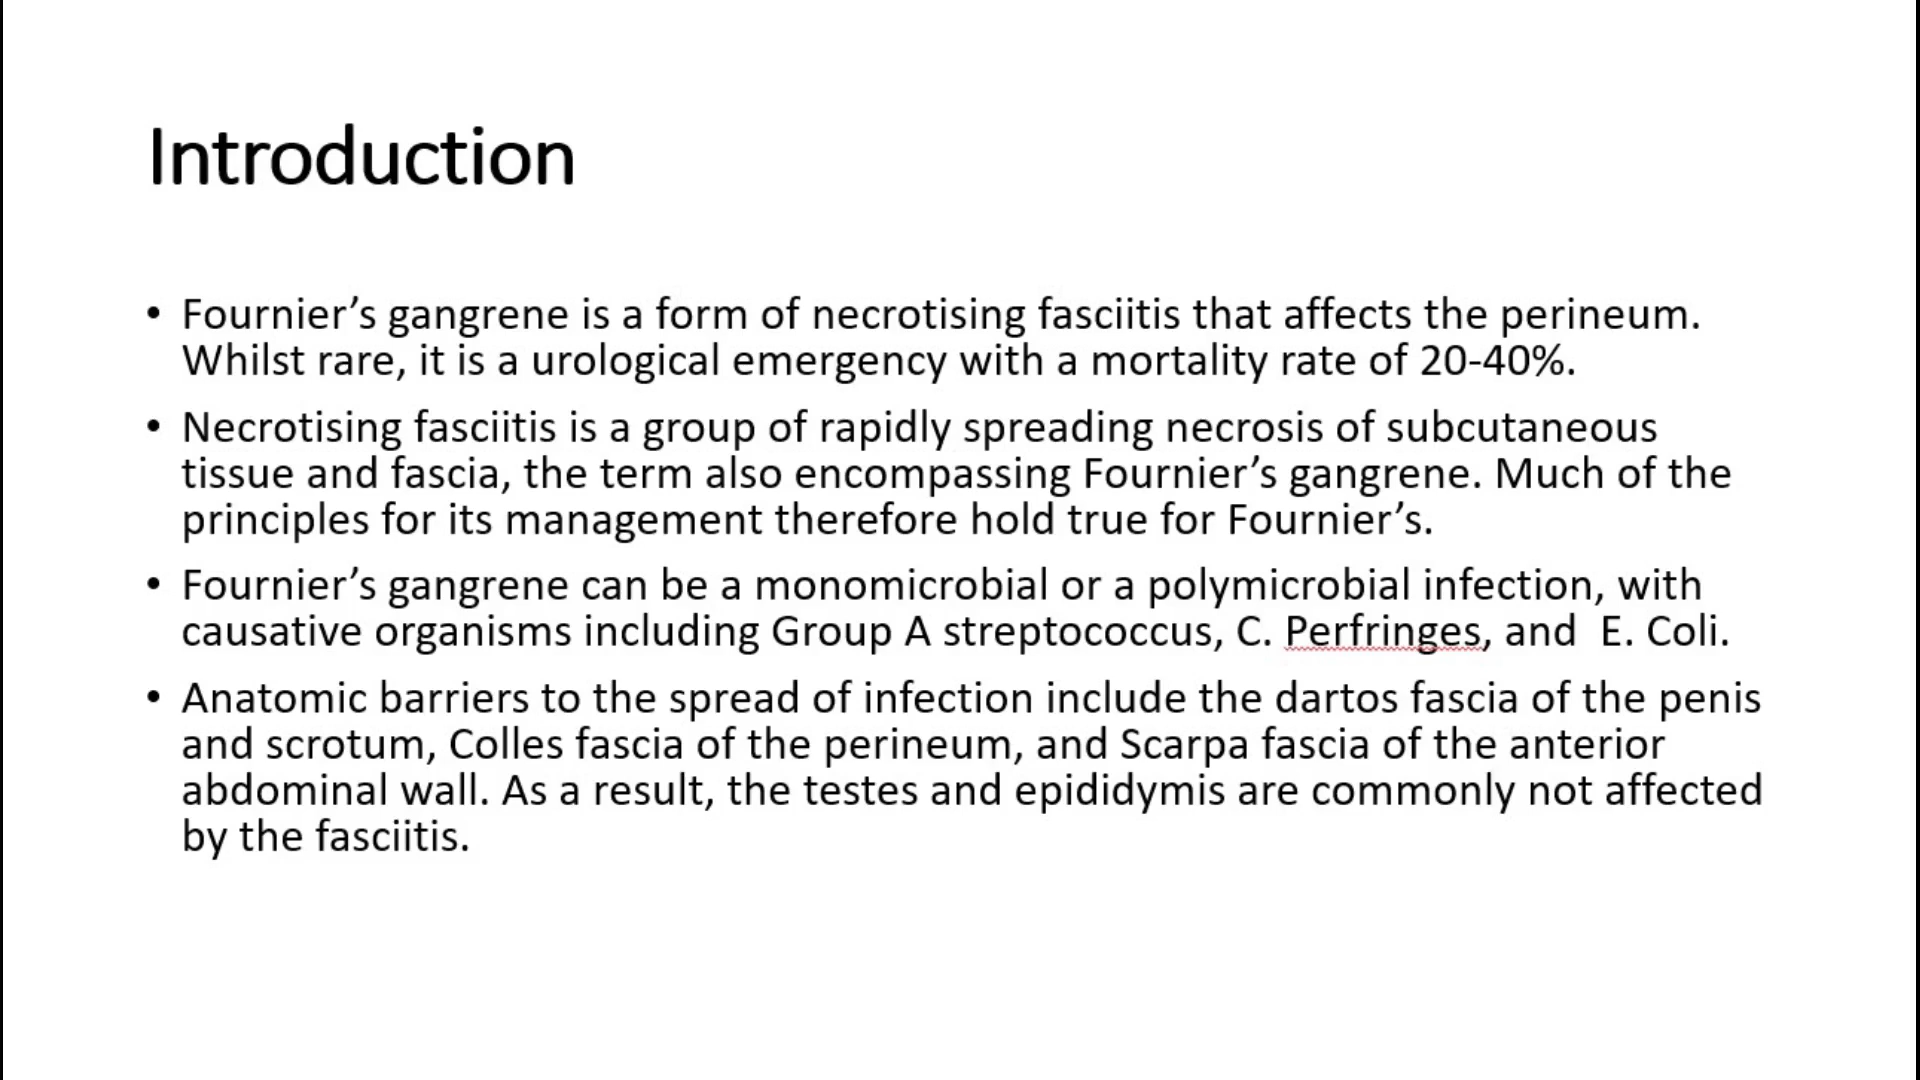 Introduction
• Fournier’s gangrene is a form of necrotising fasciitis that affects the perineum.
Whilst rare, it is a urological emergency with a mortality rate of 20-40%.
• Necrotising fasciitis is a group of rapidly spreading necrosis of subcutaneous
tissue and fascia, the term also encompassing Fournier’s gangrene. Much of the
principles for its management therefore hold true for Fournier’s.
• Fournier’s gangrene can be a monomicrobial or a polymicrobial infection, with
causative organisms including Group A streptococcus, C. Perfringes, and  E. Coli.
• Anatomic barriers to the spread of infection include the dartos fascia of the penis
and scrotum, Colles fascia of the perineum, and Scarpa fascia of the anterior
abdominal wall. As a result, the testes and epididymis are commonly not affected
by the fasciitis.